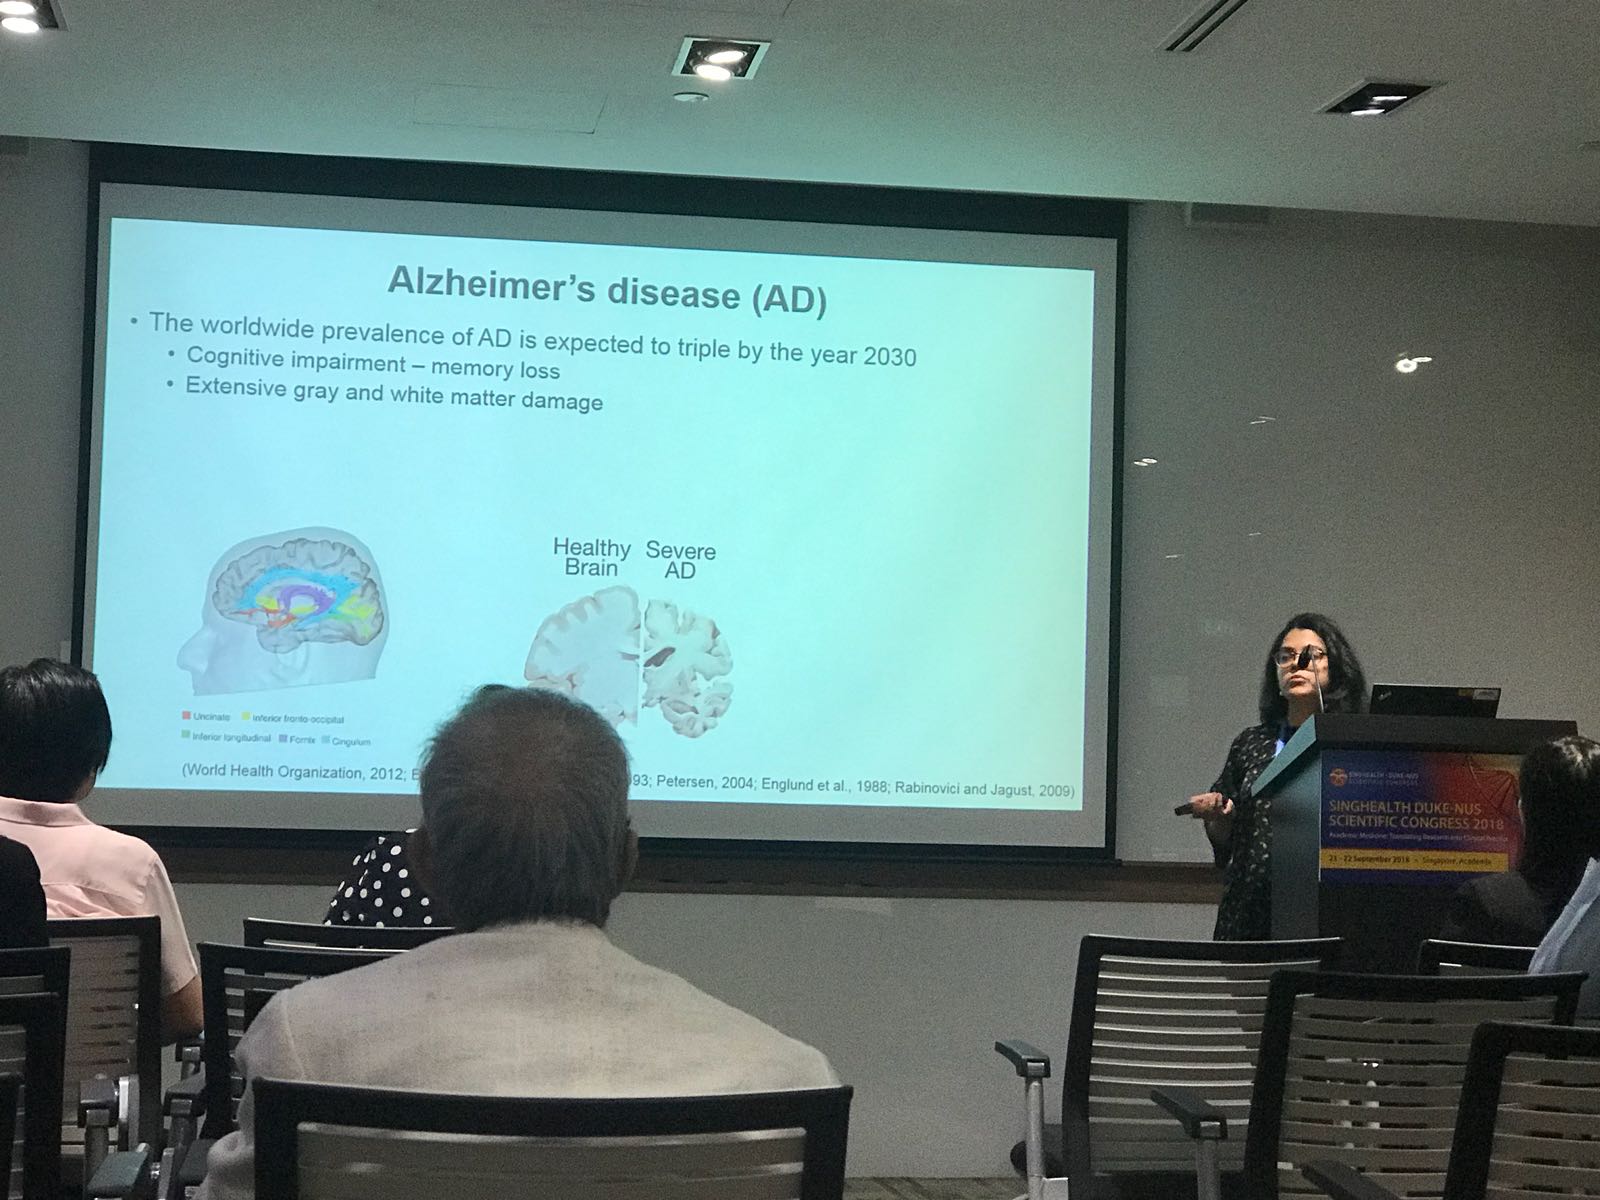 Alzheimer’s disease (AD)
• The worldwide prevalence of AD is expected to triple by the year 2030
• Cognitive impairment – memory loss
• Extensive gray and white matter damage
Healthy Brain
Severe AD
Uncinate
Inferior fronto-occipital
Inferior longitudinal
Fornix
Cingulum
(World Health Organization, 2012; 93; Petersen, 2004; Englund et al., 1988; Rabinovici and Jagust, 2009)
SINGHEALTH DUKE-NUS
SCIENTIFIC CONGRESS
SINGHEALTH DUKE-NUS
SCIENTIFIC CONGRESS 2018
Academic Medicine: Translating Research into Clinical Practice
21 - 22 September 2018 • Singapore, Academia